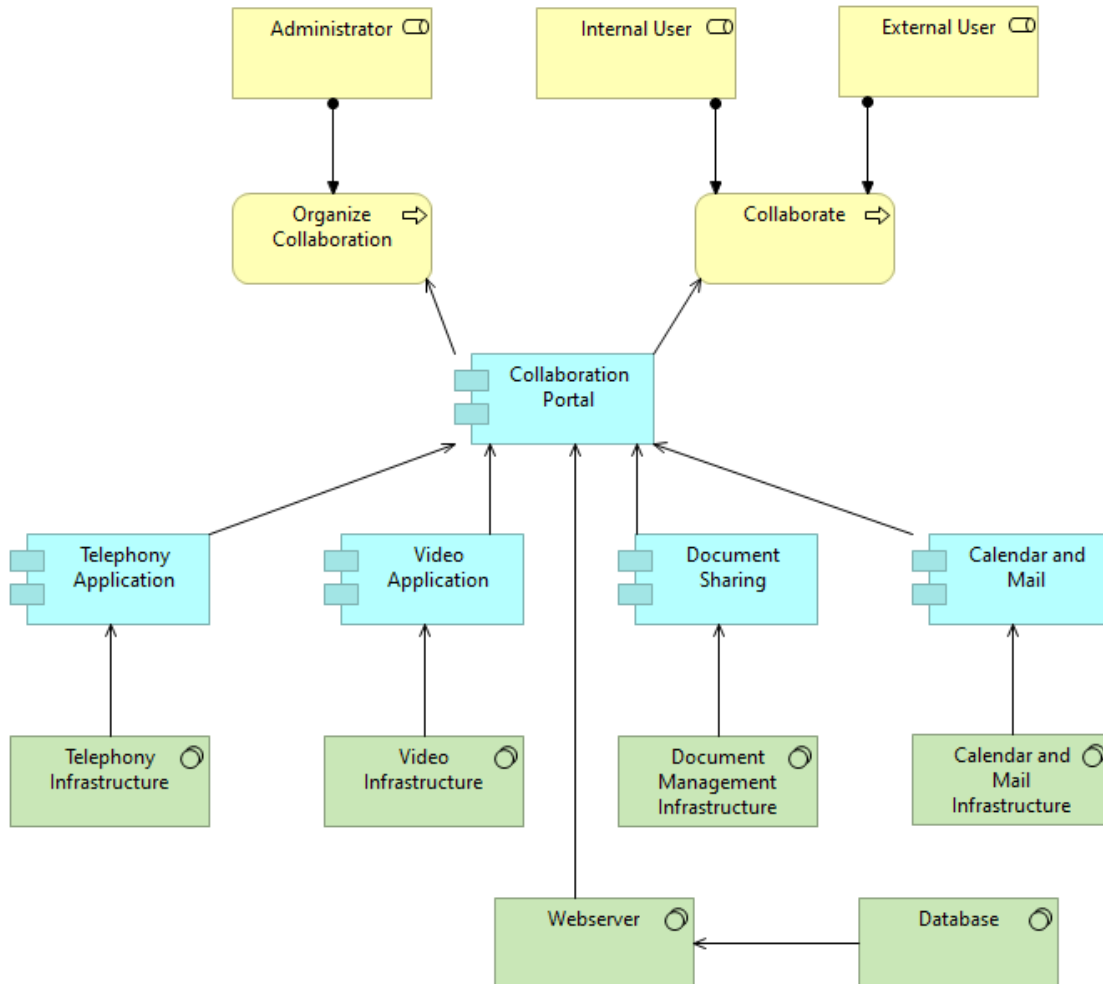 Administrator
Internal User
External User
Organize
Collaboration
Collaborate
Collaboration
Portal
Telephony
Application
Video
Application
Document
Sharing
Calendar and
Mail
Telephony
Infrastructure
Video
Infrastructure
Document
Management
Infrastructure
Calendar and
Mail
Infrastructure
Webserver
Database